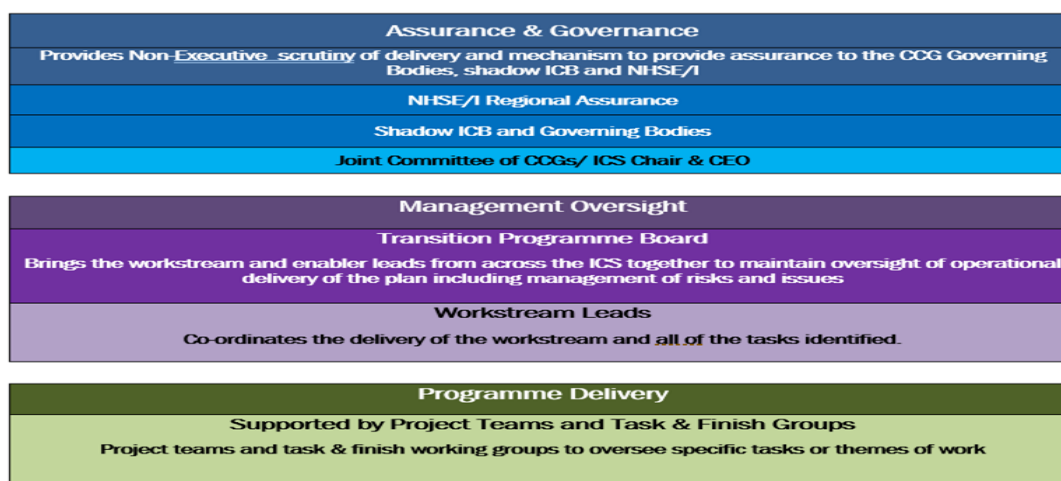 Assurance & Governance
Provides Non-Executive scrutiny of delivery and mechanism to provide assurance to the CCG Governing
Bodies, shadow ICB and NHSE/I
NHSE/I Regional Assurance
Shadow ICB and Governing Bodies
Joint Committee of CCGs/ ICS Chair & CEO
Management Oversight
Transition Programme Board
Brings the workstream and enabler leads from across the ICS together to maintain oversight of operational
delivery of the plan including management of risks and issues
Workstream Leads
Co-ordinates the delivery of the workstream and all of the tasks identified.
Programme Delivery
Supported by Project Teams and Task & Finish Groups
Project teams and task & finish working groups to oversee specific tasks or themes of work